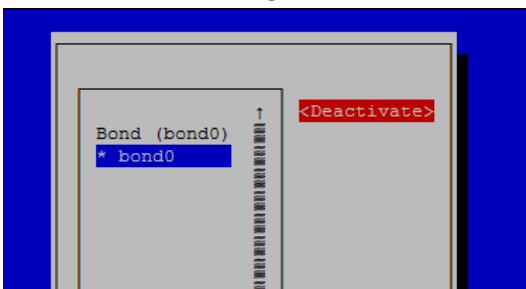 ↑
<Deactivate>
Bond (bond0)
* bond0